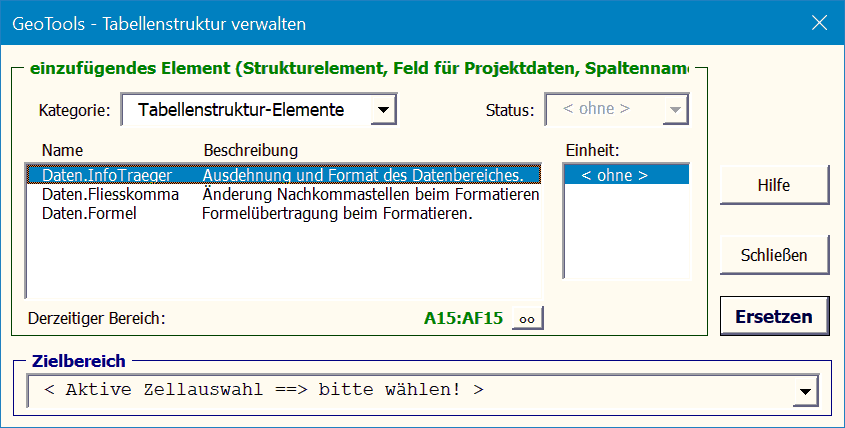 GeoTools - Tabellenstruktur verwalten
einzufügendes Element (Strukturelement, Feld für Projektdaten, Spaltenname
Kategorie: Tabellenstruktur-Elemente Status: < ohne >
Name Beschreibung Einheit:
Daten.InfoTraeger Ausdehnung und Format des Datenbereiches. < ohne >
Daten.Fliesskomma Änderung Nachkommastellen beim Formatieren
Daten.Formel Formelübertragung beim Formatieren.
Hilfe
Schließen
Derzeitiger Bereich: A15:AF15 oo
Ersetzen
Zielbereich
< Aktive Zellauswahl ==> bitte wählen! >